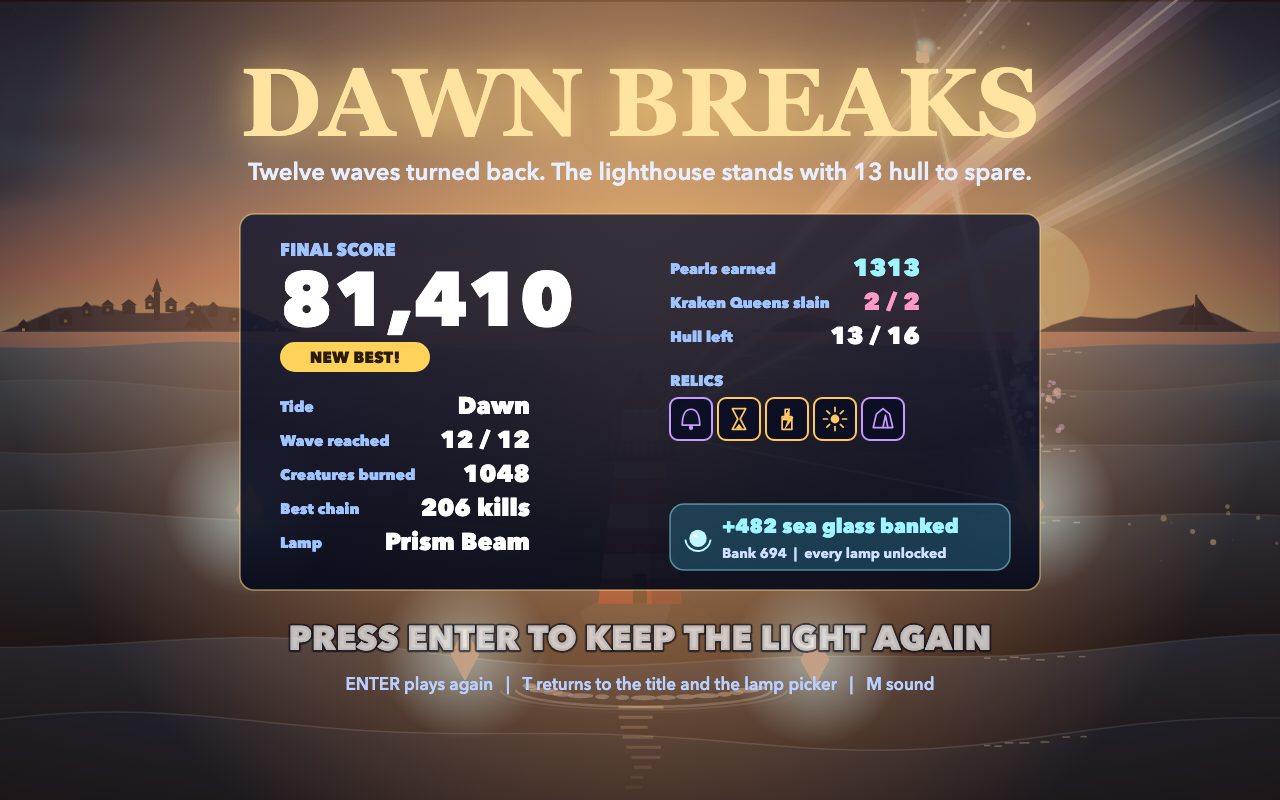 DAWN BREAKS
Twelve waves turned back. The lighthouse stands with 13 hull to spare.
FINAL SCORE
81,410
NEW BEST!
Tide Dawn
Wave reached 12 / 12
Creatures burned 1048
Best chain 206 kills
Lamp Prism Beam
Pearls earned 1313
Kraken Queens slain 2 / 2
Hull left 13 / 16
RELICS
+482 sea glass banked
Bank 694 | every lamp unlocked
PRESS ENTER TO KEEP THE LIGHT AGAIN
ENTER plays again | T returns to the title and the lamp picker | M sound